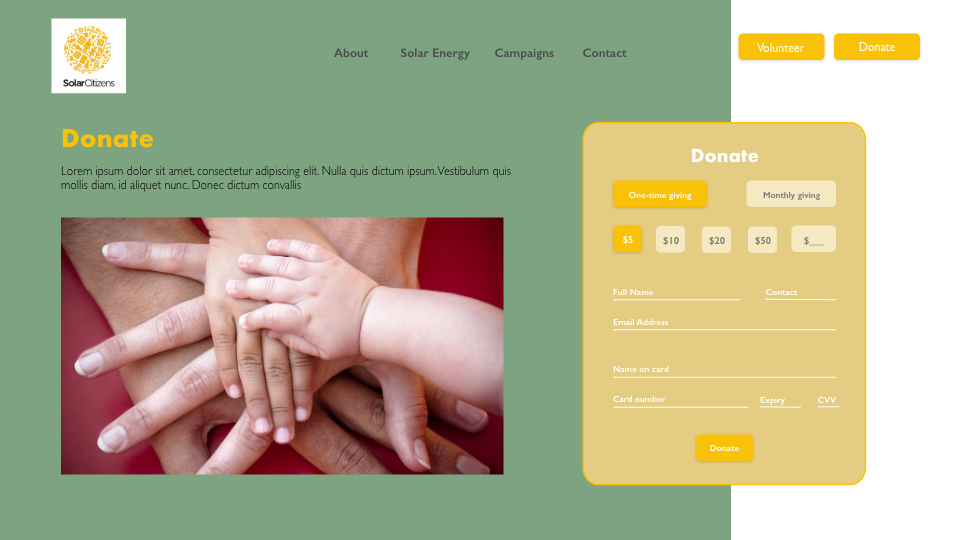 SolarCitizens
About Solar Energy Campaigns Contact
Volunteer Donate
Donate
Lorem ipsum dolor sit amet, consectetur adipiscing elit. Nulla quis dictum ipsum. Vestibulum quis
mollis diam, id aliquet nunc. Donec dictum convallis
Donate
One-time giving Monthly giving
$5 $10 $20 $50 $___
Full Name Contact
Email Address
Name on card
Card number Expiry CVV
Donate